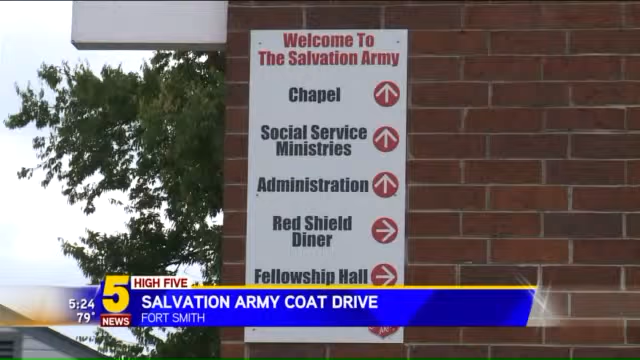 Welcome To
The Salvation Army
Chapel
Social Service
Ministries
Administration
Red Shield
Diner
Fellowship Hall
HIGH FIVE
5:24
5
SALVATION ARMY COAT DRIVE
79°
NEWS
FORT SMITH